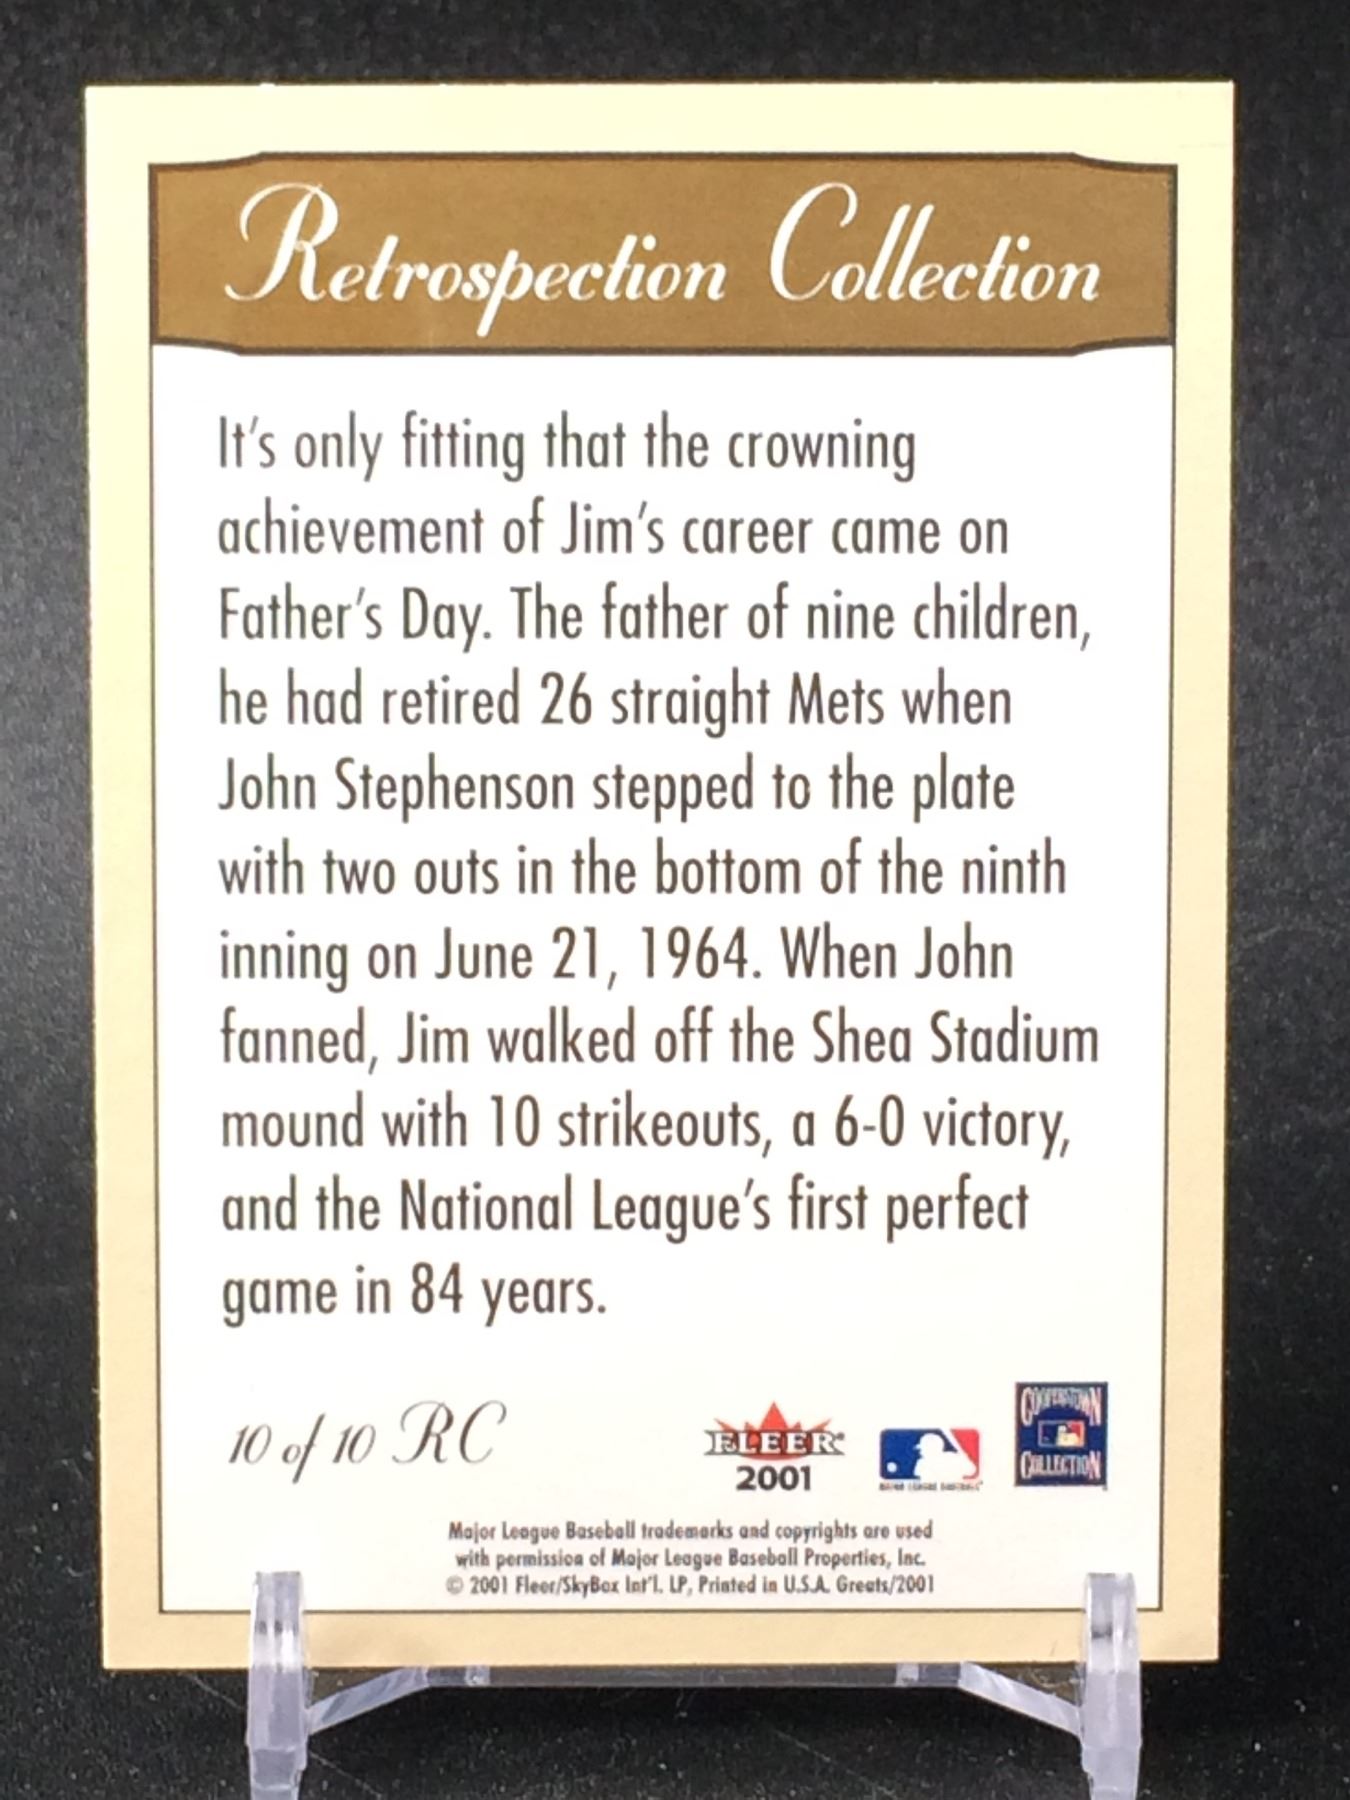 Retrospection Collection
It's only fitting that the crowning
achievement of Jim's career came on
Father's Day. The father of nine children,
he had retired 26 straight Mets when
John Stephenson stepped to the plate
with two outs in the bottom of the ninth
inning on June 21, 1964. When John
fanned, Jim walked off the Shea Stadium
mound with 10 strikeouts, a 6-0 victory,
and the National League's first perfect
game in 84 years.
10 of 10 RC
FLEER
2001
MAJOR LEAGUE BASEBALL
COOPERSTOWN
COLLECTION
Major League Baseball trademarks and copyrights are used
with permission of Major League Baseball Properties, Inc.
© 2001 Fleer/SkyBox Int'l. LP, Printed in U.S.A. Greats/2001